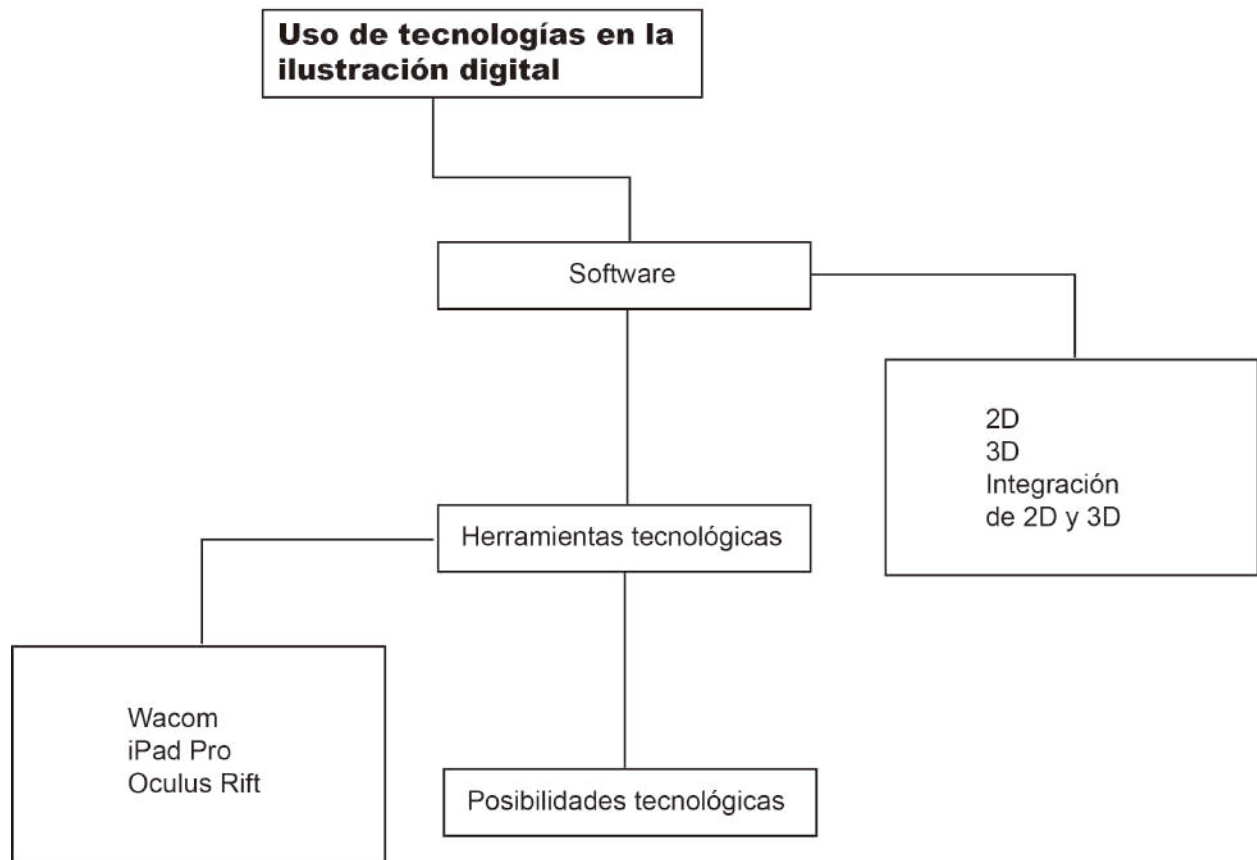 Uso de tecnologías en la
ilustración digital
Software
2D
3D
Integración
de 2D y 3D
Herramientas tecnológicas
Wacom
iPad Pro
Oculus Rift
Posibilidades tecnológicas